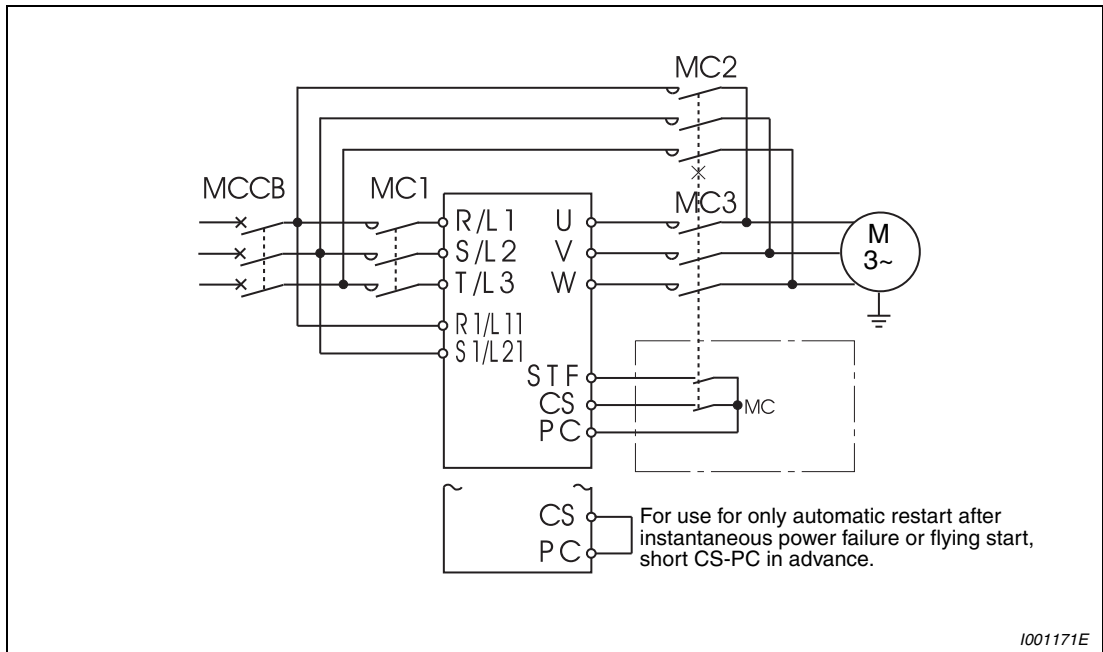 MC2
MCCB
MC1
MC3
R/L1
S/L2
T/L3
R1/L11
S1/L21
U
V
W
STF
CS
PC
M
3~
MC
CS
PC
For use for only automatic restart after
instantaneous power failure or flying start,
short CS-PC in advance.
I001171E